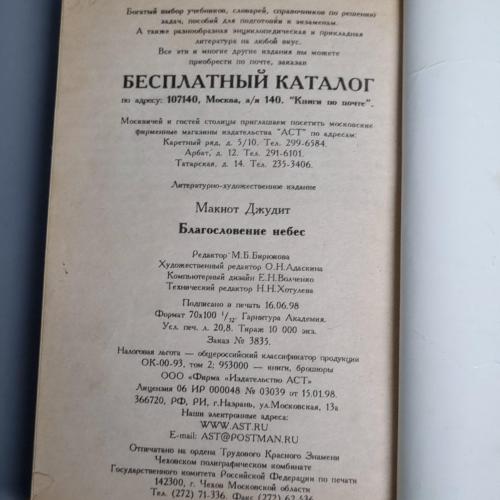 Богатый выбор учебников, словарей, справочников по решению
задач, пособий для подготовки к экзаменам.
А также разнообразная энциклопедическая и прикладная
литература на любой вкус.
Все эти и многие другие издания вы можете
приобрести по почте, заказав
БЕСПЛАТНЫЙ КАТАЛОГ
по адресу: 107140, Москва, а/я 140. "Книги по почте".
Москвичей и гостей столицы приглашаем посетить московские
фирменные магазины издательства "АСТ" по адресам:
Каретный ряд, д. 5/10. Тел. 299-6584.
Арбат, д. 12. Тел. 291-6101.
Татарская, д. 14. Тел. 235-3406.
Литературно-художественное издание
Макнот Джудит
Благословение небес
Редактор М.Б.Бирюкова
Художественный редактор О.Н.Адаскина
Компьютерный дизайн Е.Н.Волченко
Технический редактор Н.Н.Хотулева
Подписано в печать 16.06.98
Формат 70х100 1/32. Гарнитура Академия.
Усл. печ. л. 20,8. Тираж 10 000 экз.
Заказ № 3835.
Налоговая льгота — общероссийский классификатор продукции
ОК-00-93, том 2; 953000 — книги, брошюры
ООО «Фирма «Издательство АСТ»
Лицензия 06 ИР 000048 № 03039 от 15.01.98.
366720, РФ, РИ, г.Назрань, ул.Московская, 13а
Наши электронные адреса:
WWW.AST.RU
E-mail: AST@POSTMAN.RU
Отпечатано на ордена Трудового Красного Знамени
Чеховском полиграфическом комбинате
Государственного комитета Российской Федерации по печати
142300, г. Чехов Московской области
Тел. (272) 71-336. Факс (272) 62-536